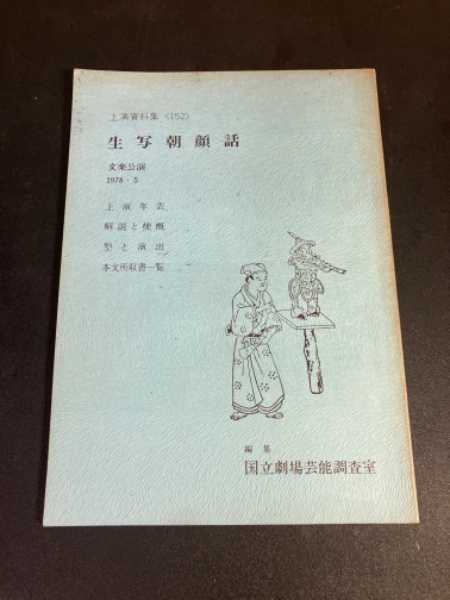 上演資料集〈152〉
生写朝顔話
文楽公演
1978・5
上演年表
解説と梗概
型と演出
本文所収書一覧
編集
国立劇場芸能調査室